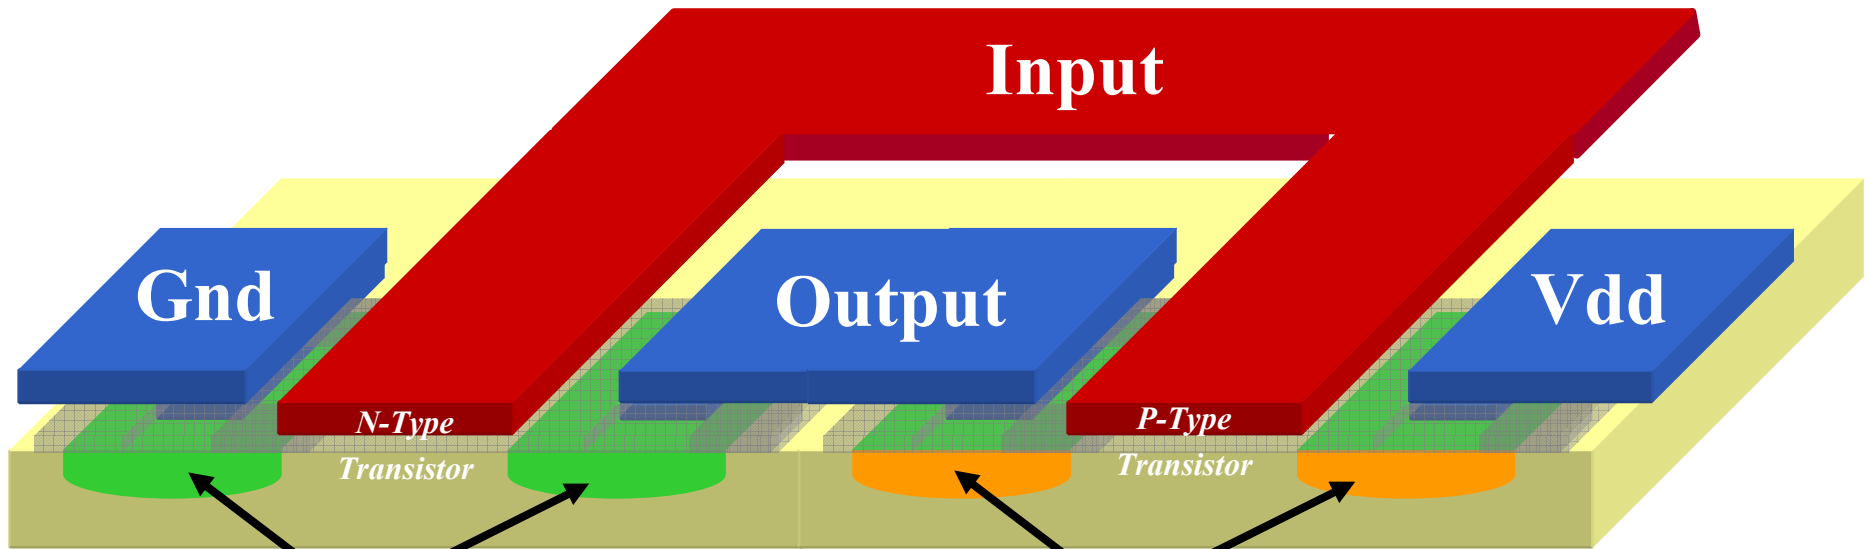 Input
Gnd
Output
Vdd
N-Type
Transistor
P-Type
Transistor